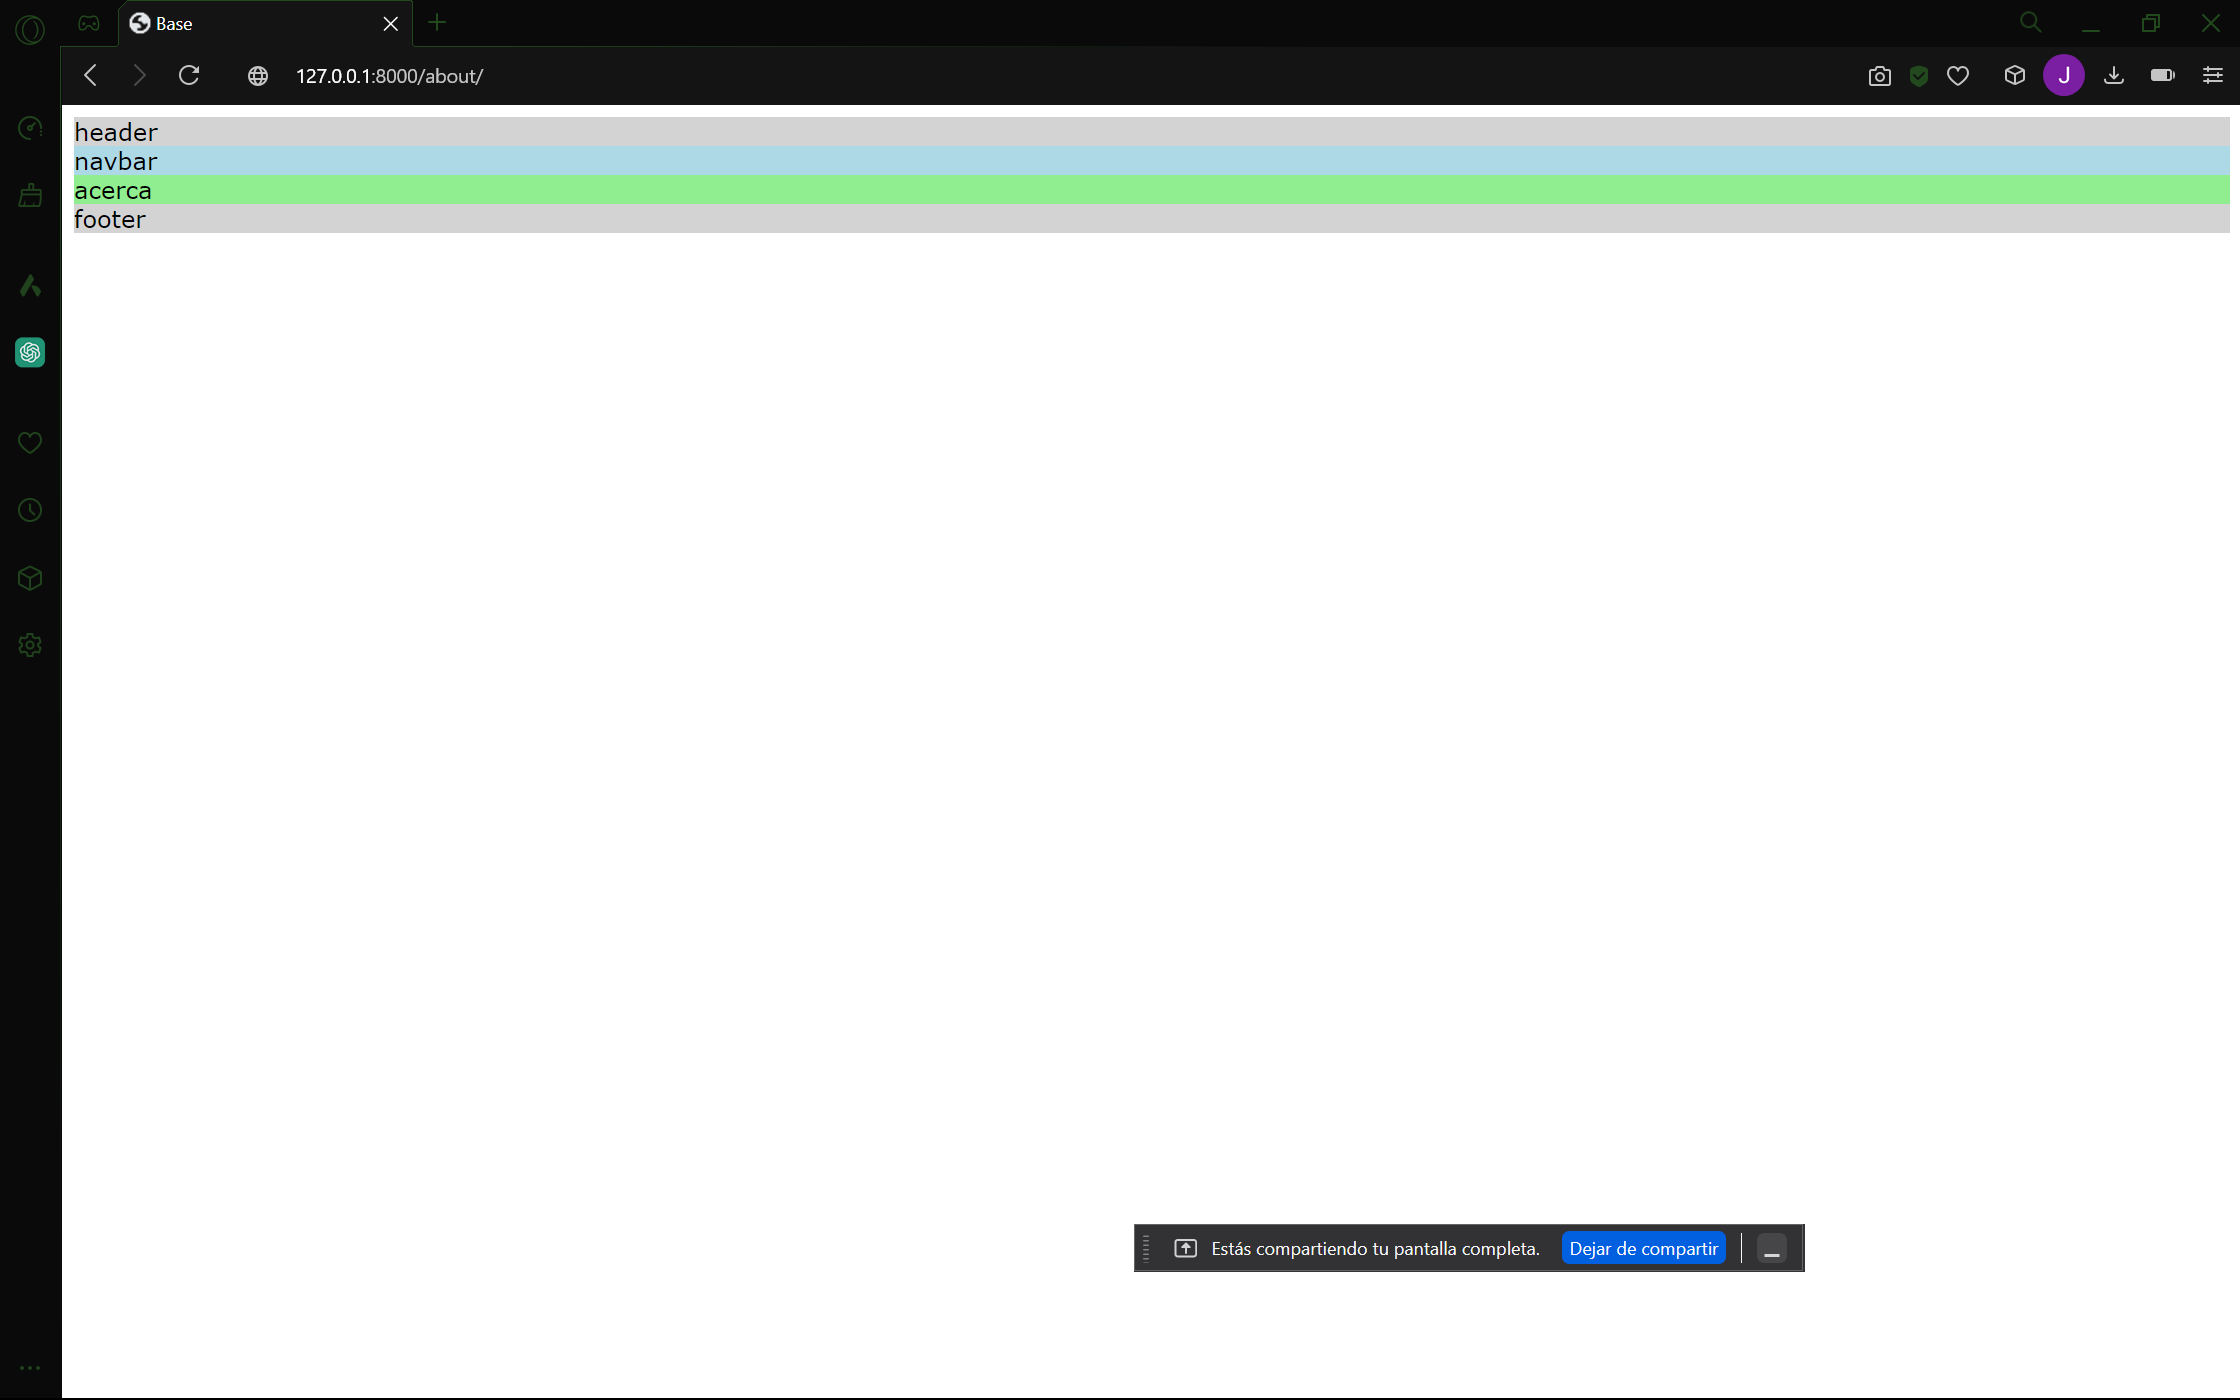 Base
127.0.0.1:8000/about/
J
header
navbar
acerca
footer
Estás compartiendo tu pantalla completa. Dejar de compartir